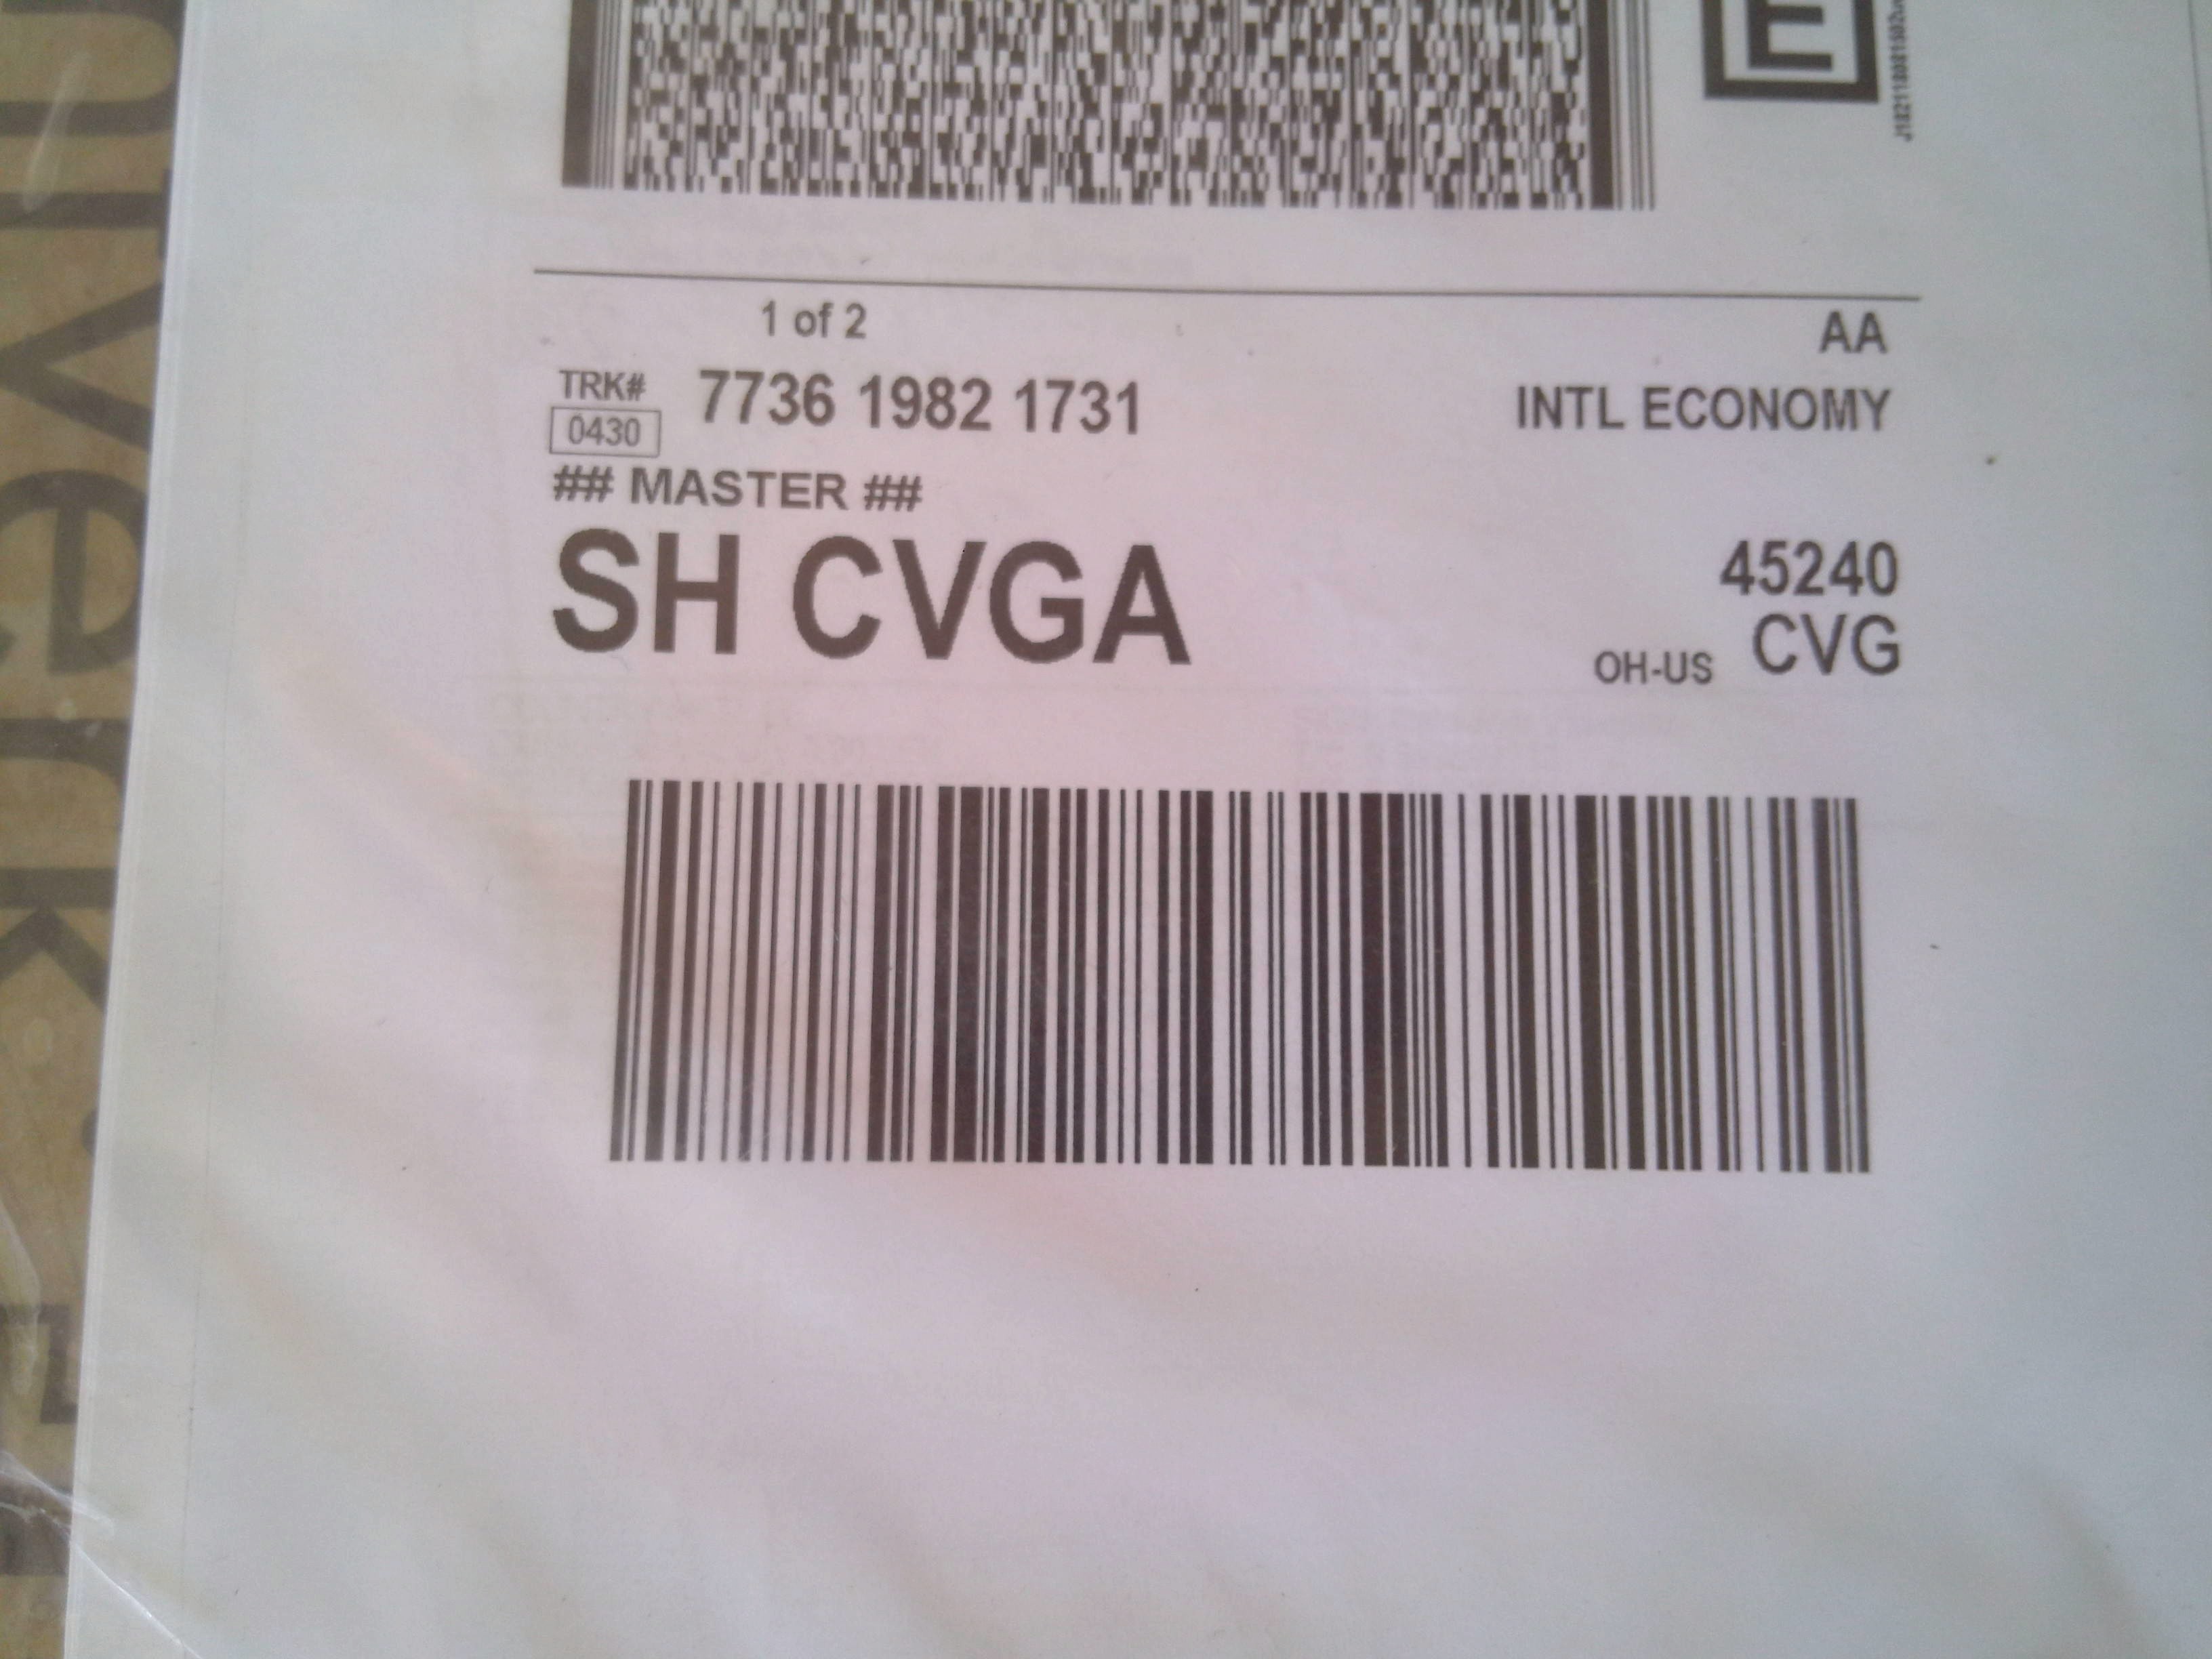 E
1 of 2
AA
TRK#
0430
7736 1982 1731
INTL ECONOMY
## MASTER ##
SH CVGA
45240
OH-US CVG